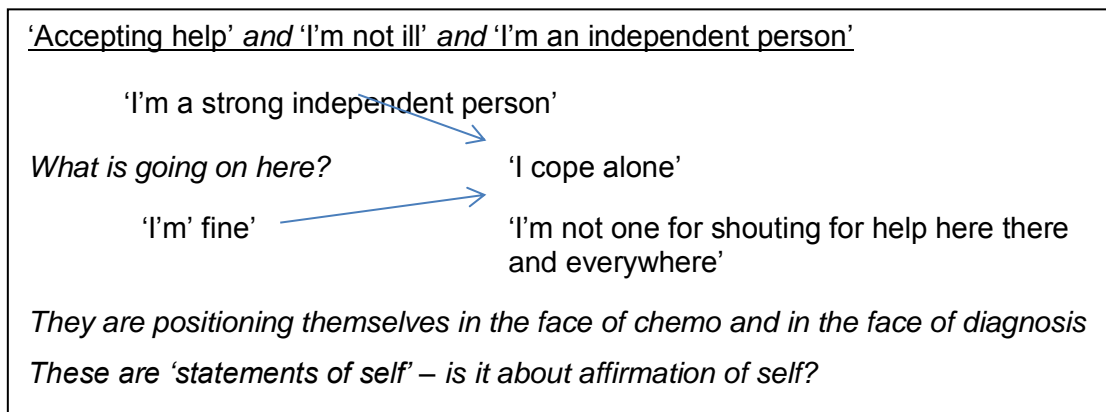 ‘Accepting help’ and ‘I’m not ill’ and ‘I’m an independent person’
‘I’m a strong independent person’
What is going on here?
‘I cope alone’
‘I’m’ fine’
‘I’m not one for shouting for help here there
and everywhere’
They are positioning themselves in the face of chemo and in the face of diagnosis
These are ‘statements of self’ – is it about affirmation of self?